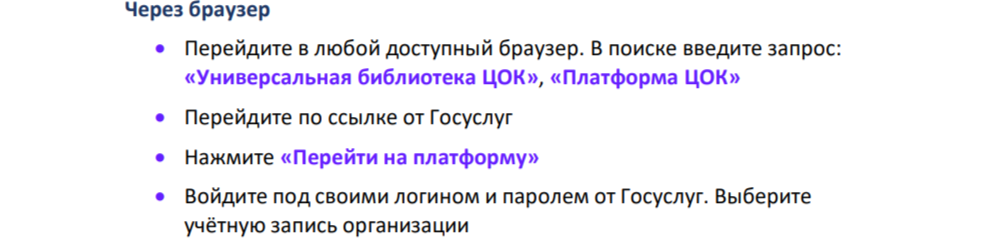 Через браузер
• Перейдите в любой доступный браузер. В поиске введите запрос:
«Универсальная библиотека ЦОК», «Платформа ЦОК»
• Перейдите по ссылке от Госуслуг
• Нажмите «Перейти на платформу»
• Войдите под своими логином и паролем от Госуслуг. Выберите
учётную запись организации